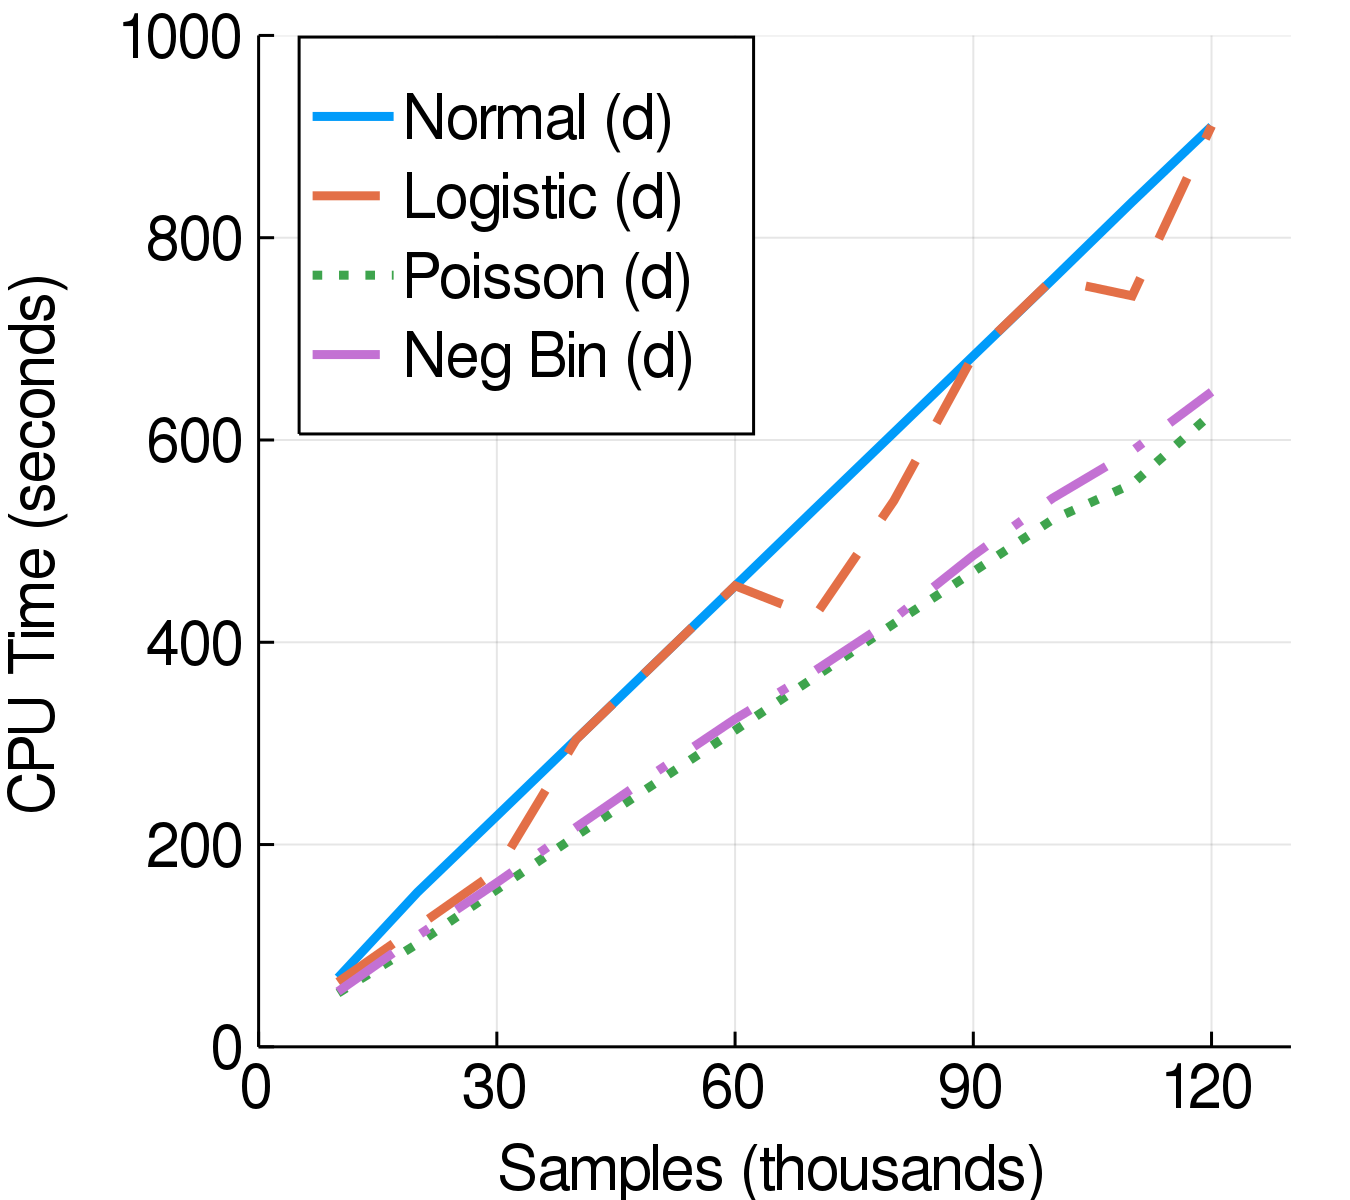 1000
800
600
400
200
0
CPU Time (seconds)
Normal (d)
Logistic (d)
Poisson (d)
Neg Bin (d)
0 30 60 90 120
Samples (thousands)